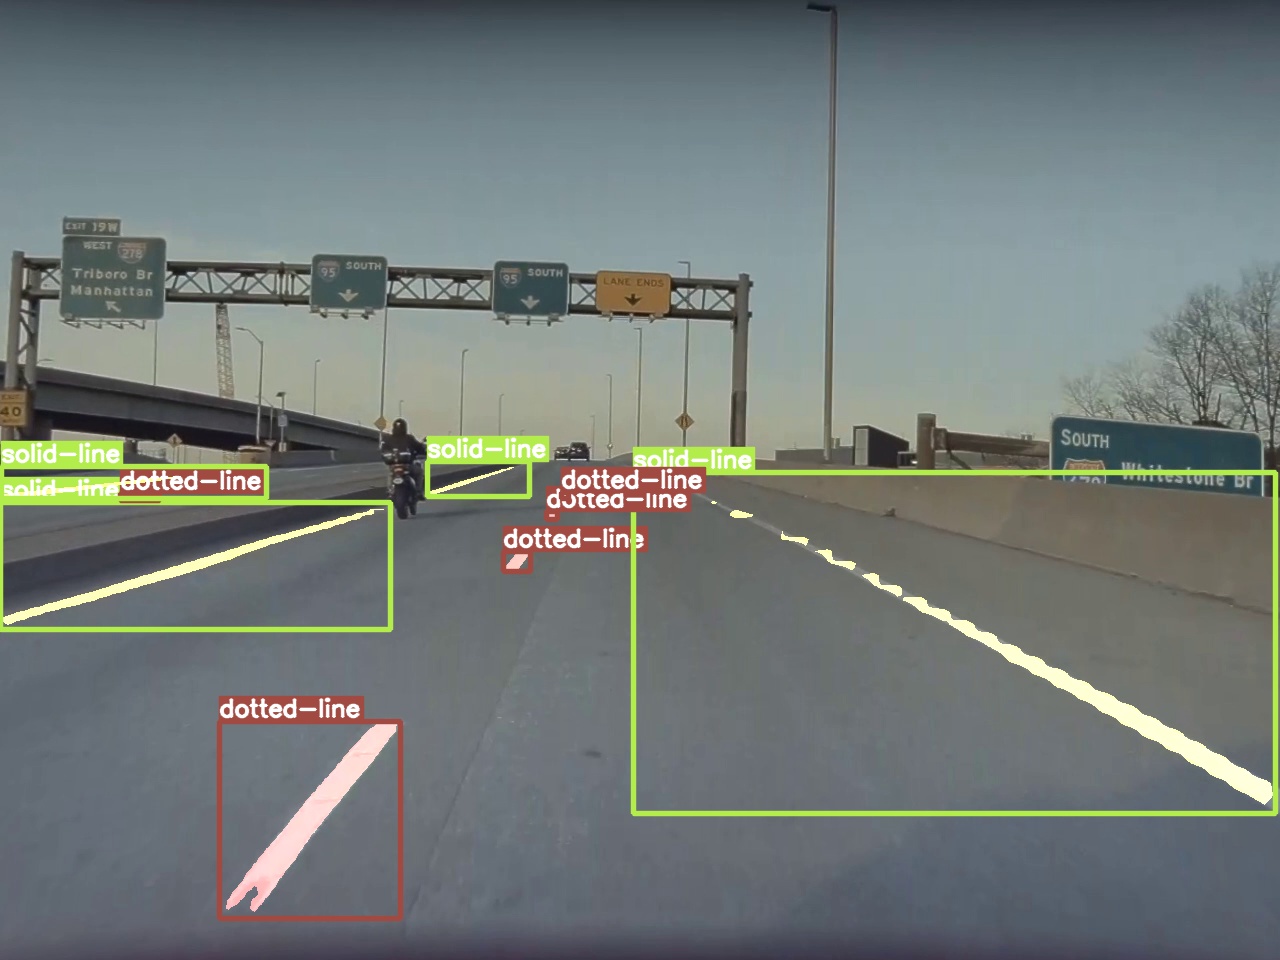 EXIT 19W
WEST 278
Triboro Br
Manhattan
95 SOUTH
95 SOUTH
LANE ENDS
EXIT
40
SOUTH
278
Whitestone Br
solid-line
solid-line
dotted-line
solid-line
solid-line
dotted-line
dotted-line
dotted-line
dotted-line